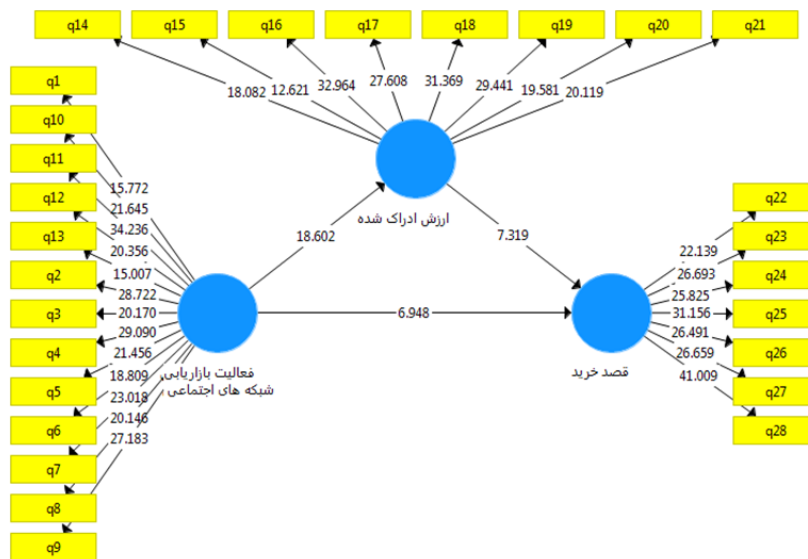 q14
q15
q16
q17
q18
q19
q20
q21
18.082
12.621
32.964
27.608
31.369
29.441
19.581
20.119
q1
q10
q11
q12
q13
q2
q3
q4
q5
q6
q7
q8
q9
15.772
21.645
34.236
20.356
15.007
28.722
20.170
29.090
21.456
18.809
23.018
20.146
27.183
ارزش ادراک شده
18.602
7.319
6.948
فعالیت بازاریابی
شبکه های اجتماعی
قصد خرید
22.139
26.693
25.825
31.156
26.491
26.659
41.009
q22
q23
q24
q25
q26
q27
q28